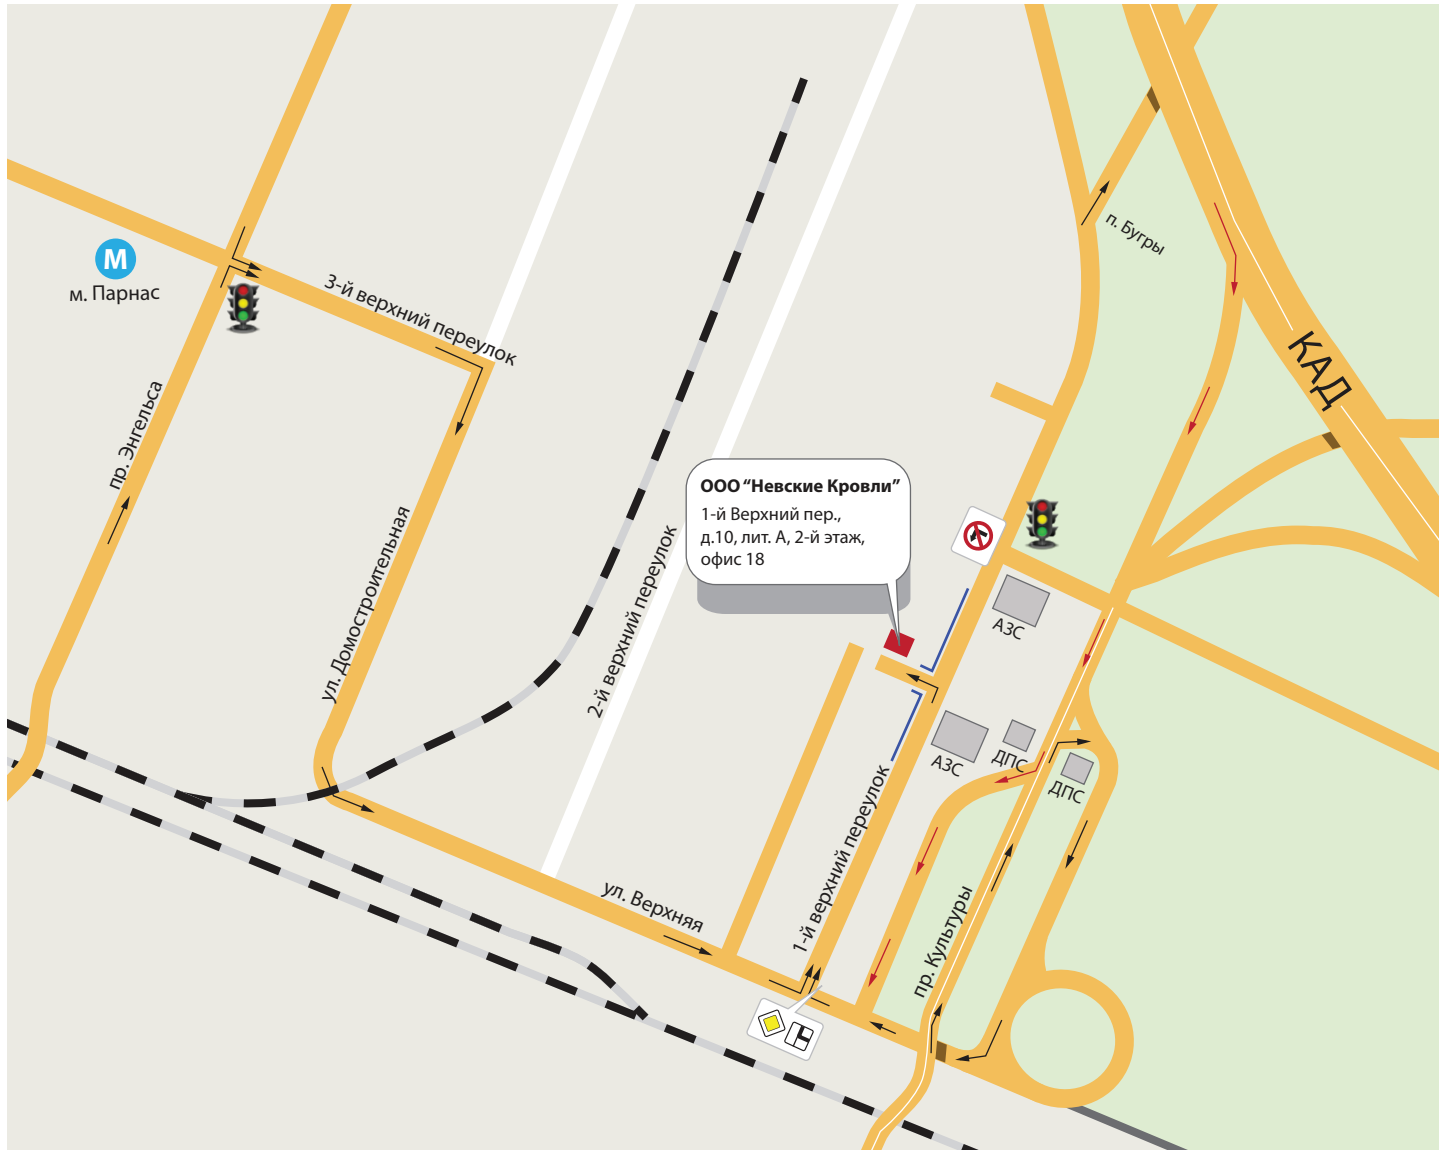 п. Бугры
М
м. Парнас
3-й верхний переулок
КАД
пр. Энгельса
ООО “Невские Кровли”
1-й Верхний пер.,
д.10, лит. А, 2-й этаж,
офис 18
ул. Домостроительная
2-й верхний переулок
АЗС
АЗС
ДПС
ДПС
1-й верхний переулок
ул. Верхняя
пр. Культуры